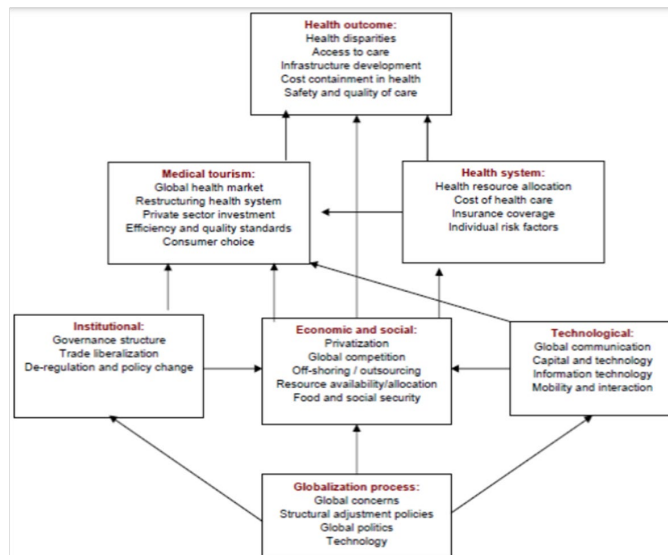 Health outcome:
Health disparities
Access to care
Infrastructure development
Cost containment in health
Safety and quality of care
Medical tourism:
Global health market
Restructuring health system
Private sector investment
Efficiency and quality standards
Consumer choice
Health system:
Health resource allocation
Cost of health care
Insurance coverage
Individual risk factors
Institutional:
Governance structure
Trade liberalization
De-regulation and policy change
Economic and social:
Privatization
Global competition
Off-shoring / outsourcing
Resource availability/allocation
Food and social security
Technological:
Global communication
Capital and technology
Information technology
Mobility and interaction
Globalization process:
Global concerns
Structural adjustment policies
Global politics
Technology